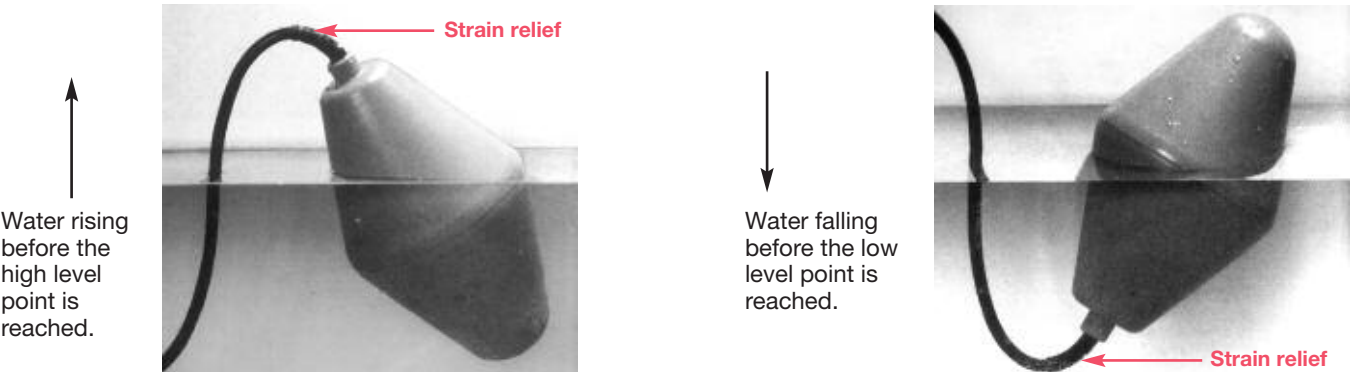 Strain relief
Water rising
before the
high level
point is
reached.
Water falling
before the low
level point is
reached.
Strain relief